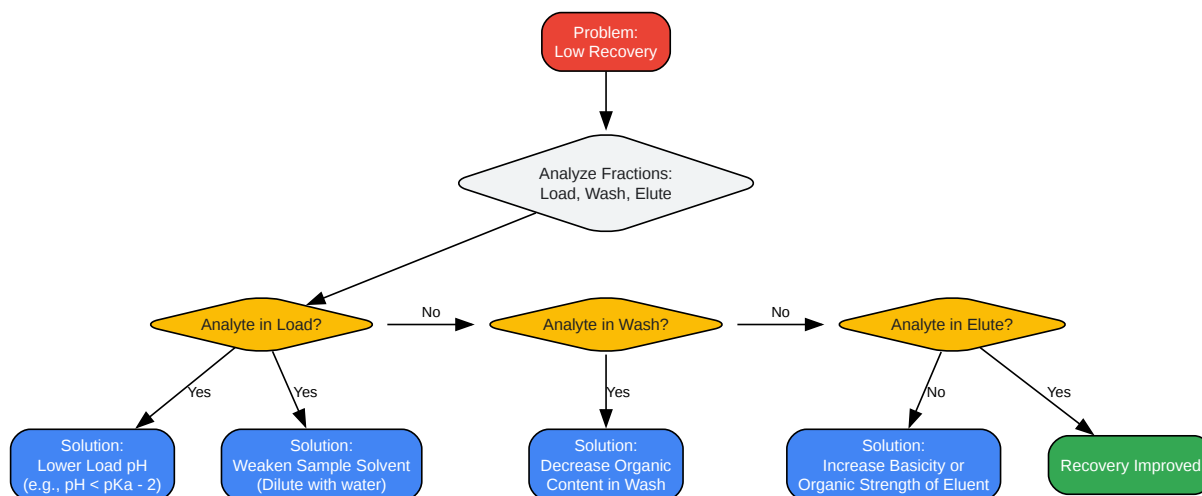 Problem:
Low Recovery
Analyze Fractions:
Load, Wash, Elute
Analyte in Load?
No
Analyte in Wash?
No
Analyte in Elute?
Yes
Yes
Yes
No
Yes
Solution:
Lower Load pH
(e.g., pH < pKa - 2)
Solution:
Weaken Sample Solvent
(Dilute with water)
Solution:
Decrease Organic
Content in Wash
Solution:
Increase Basicity or
Organic Strength of Eluent
Recovery Improved